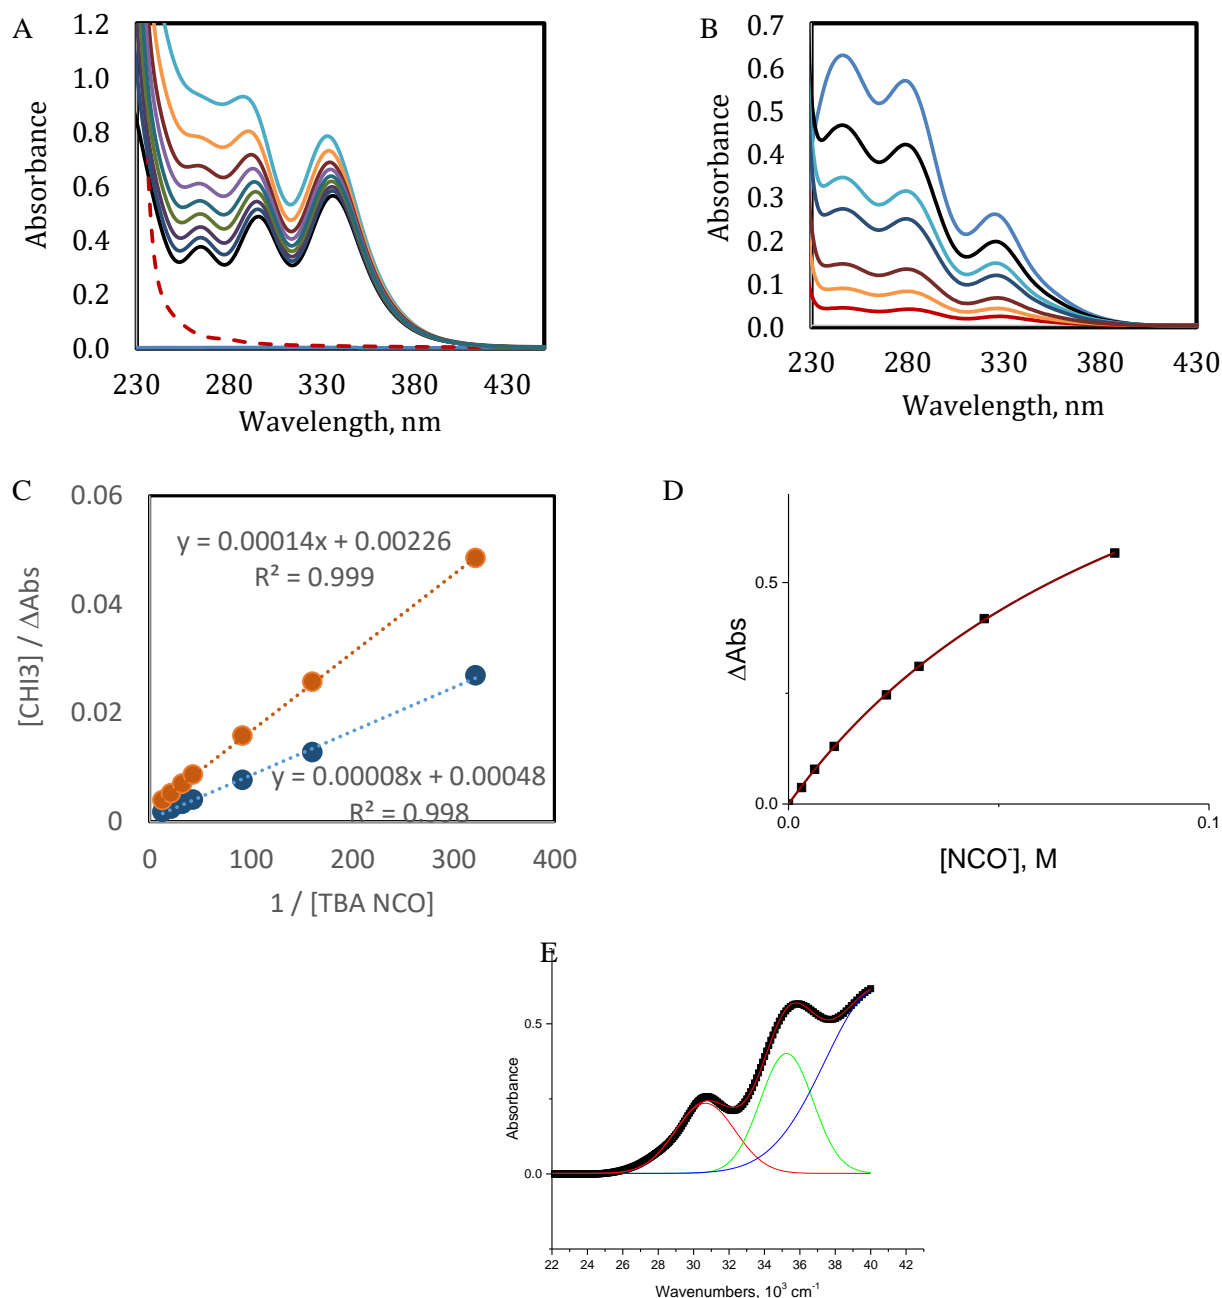 A
1.2
1.0
0.8
0.6
0.4
0.2
0.0
Absorbance
230 280 330 380 430
Wavelength, nm
B
0.7
0.6
0.5
0.4
0.3
0.2
0.1
0.0
Absorbance
230 280 330 380 430
Wavelength, nm
C
0.06
0.04
0.02
0
[CHI3] / ΔAbs
y = 0.00014x + 0.00226
R² = 0.999
y = 0.00008x + 0.00048
R² = 0.998
0 100 200 300 400
1 / [TBA NCO]
D
0.5
0.0
ΔAbs
0.0 0.1
[NCO⁻], M
E
0.5
0.0
Absorbance
22 24 26 28 30 32 34 36 38 40 42
Wavenumbers, 10³ cm⁻¹